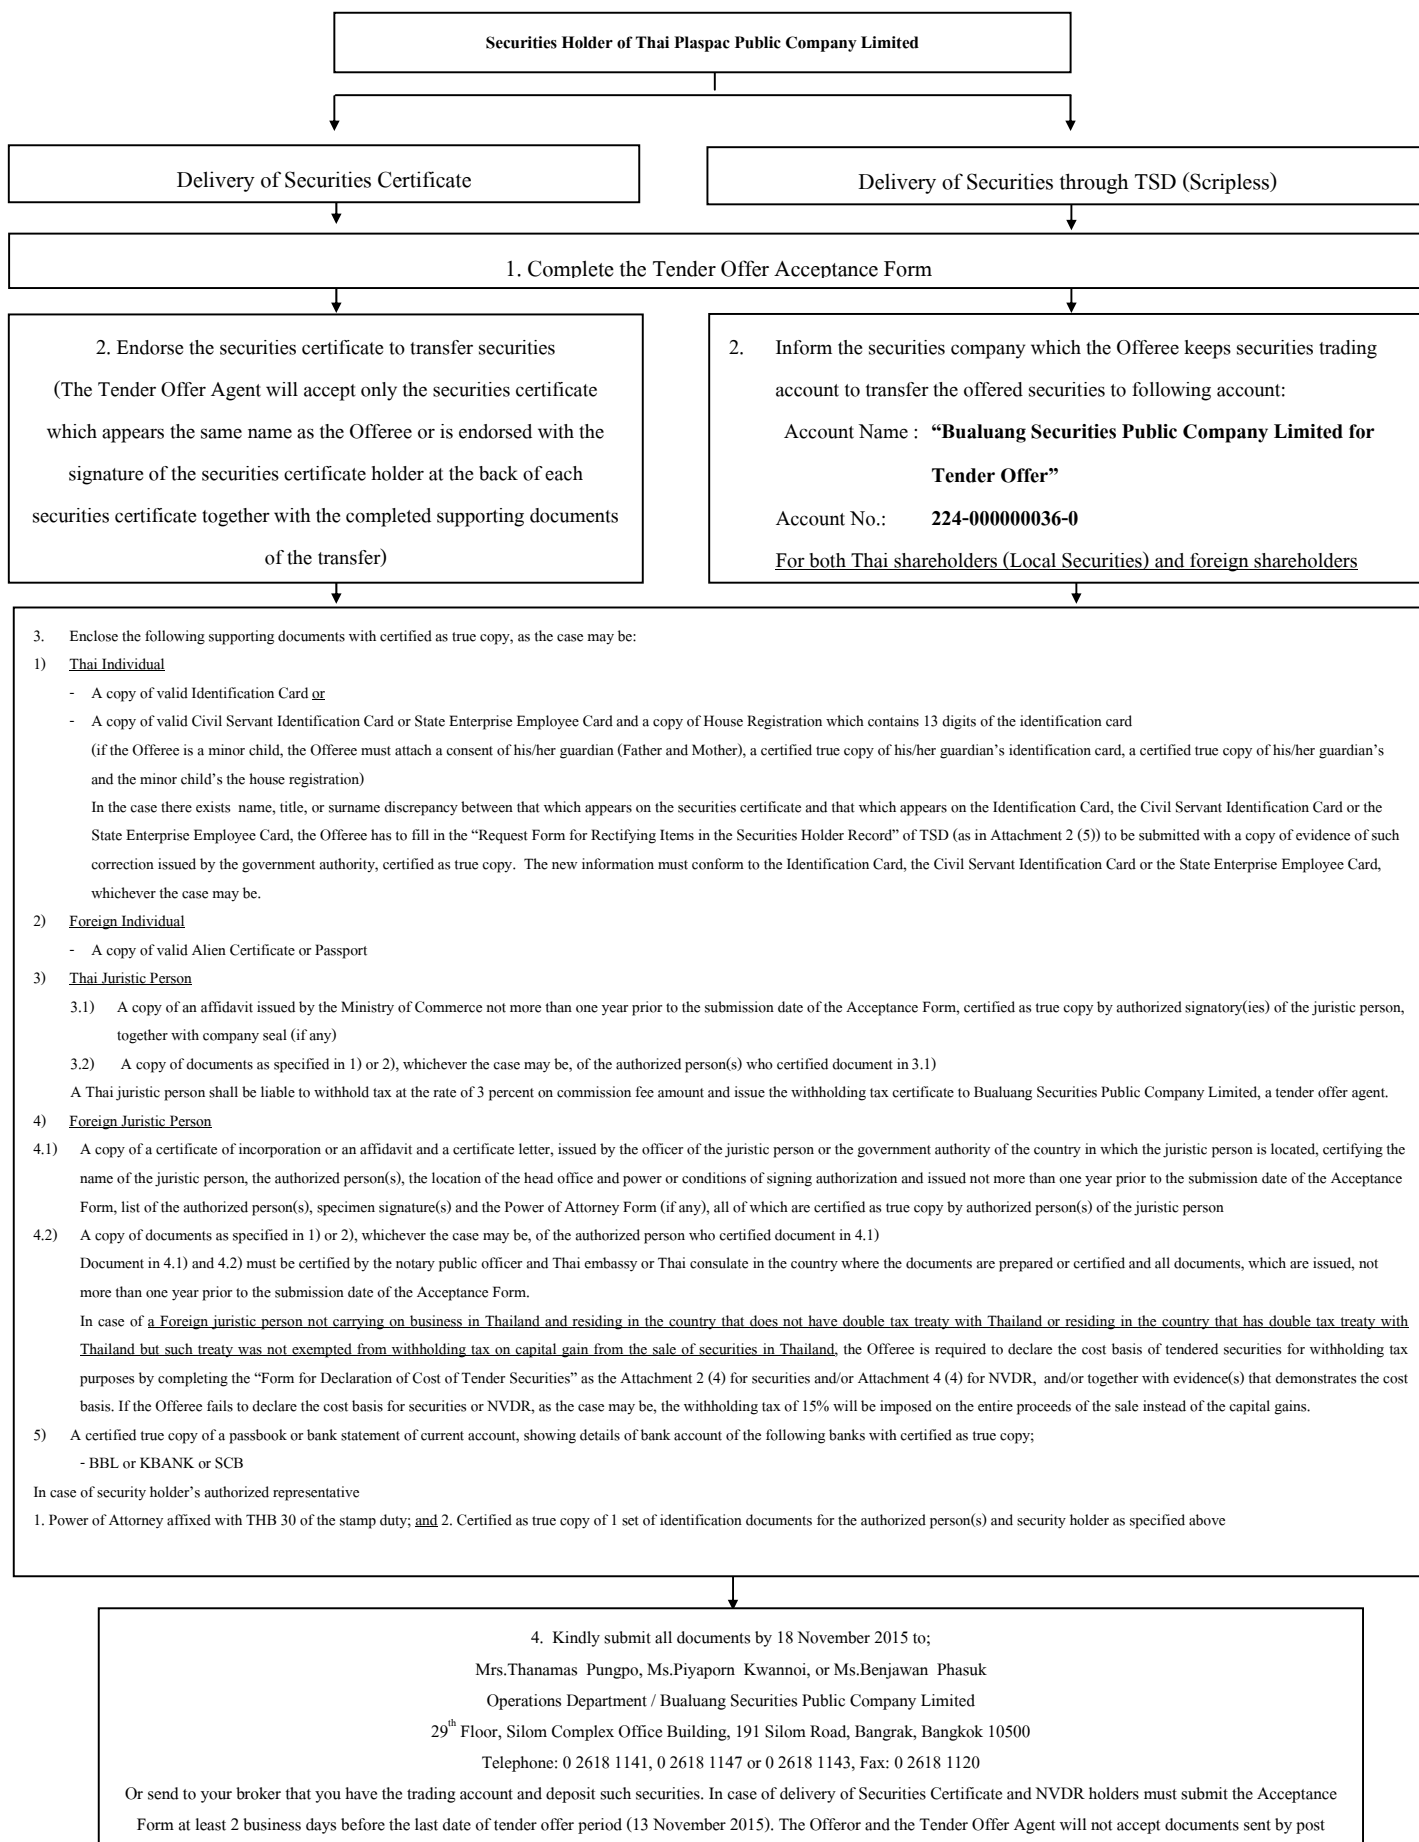 Securities Holder of Thai Plaspac Public Company Limited
Delivery of Securities Certificate
Delivery of Securities through TSD (Scripless)
1. Complete the Tender Offer Acceptance Form
2. Endorse the securities certificate to transfer securities
(The Tender Offer Agent will accept only the securities certificate
which appears the same name as the Offeree or is endorsed with the
signature of the securities certificate holder at the back of each
securities certificate together with the completed supporting documents
of the transfer)
2. Inform the securities company which the Offeree keeps securities trading
account to transfer the offered securities to following account:
Account Name : “Bualuang Securities Public Company Limited for
Tender Offer”
Account No.: 224-000000036-0
For both Thai shareholders (Local Securities) and foreign shareholders
3. Enclose the following supporting documents with certified as true copy, as the case may be:
1) Thai Individual
- A copy of valid Identification Card or
- A copy of valid Civil Servant Identification Card or State Enterprise Employee Card and a copy of House Registration which contains 13 digits of the identification card
(if the Offeree is a minor child, the Offeree must attach a consent of his/her guardian (Father and Mother), a certified true copy of his/her guardian’s identification card, a certified true copy of his/her guardian’s
and the minor child’s the house registration)
In the case there exists name, title, or surname discrepancy between that which appears on the securities certificate and that which appears on the Identification Card, the Civil Servant Identification Card or the
State Enterprise Employee Card, the Offeree has to fill in the “Request Form for Rectifying Items in the Securities Holder Record” of TSD (as in Attachment 2 (5)) to be submitted with a copy of evidence of such
correction issued by the government authority, certified as true copy. The new information must conform to the Identification Card, the Civil Servant Identification Card or the State Enterprise Employee Card,
whichever the case may be.
2) Foreign Individual
- A copy of valid Alien Certificate or Passport
3) Thai Juristic Person
3.1) A copy of an affidavit issued by the Ministry of Commerce not more than one year prior to the submission date of the Acceptance Form, certified as true copy by authorized signatory(ies) of the juristic person,
together with company seal (if any)
3.2) A copy of documents as specified in 1) or 2), whichever the case may be, of the authorized person(s) who certified document in 3.1)
A Thai juristic person shall be liable to withhold tax at the rate of 3 percent on commission fee amount and issue the withholding tax certificate to Bualuang Securities Public Company Limited, a tender offer agent.
4) Foreign Juristic Person
4.1) A copy of a certificate of incorporation or an affidavit and a certificate letter, issued by the officer of the juristic person or the government authority of the country in which the juristic person is located, certifying the
name of the juristic person, the authorized person(s), the location of the head office and power or conditions of signing authorization and issued not more than one year prior to the submission date of the Acceptance
Form, list of the authorized person(s), specimen signature(s) and the Power of Attorney Form (if any), all of which are certified as true copy by authorized person(s) of the juristic person
4.2) A copy of documents as specified in 1) or 2), whichever the case may be, of the authorized person who certified document in 4.1)
Document in 4.1) and 4.2) must be certified by the notary public officer and Thai embassy or Thai consulate in the country where the documents are prepared or certified and all documents, which are issued, not
more than one year prior to the submission date of the Acceptance Form.
In case of a Foreign juristic person not carrying on business in Thailand and residing in the country that does not have double tax treaty with Thailand or residing in the country that has double tax treaty with
Thailand but such treaty was not exempted from withholding tax on capital gain from the sale of securities in Thailand, the Offeree is required to declare the cost basis of tendered securities for withholding tax
purposes by completing the “Form for Declaration of Cost of Tender Securities” as the Attachment 2 (4) for securities and/or Attachment 4 (4) for NVDR, and/or together with evidence(s) that demonstrates the cost
basis. If the Offeree fails to declare the cost basis for securities or NVDR, as the case may be, the withholding tax of 15% will be imposed on the entire proceeds of the sale instead of the capital gains.
5) A certified true copy of a passbook or bank statement of current account, showing details of bank account of the following banks with certified as true copy;
- BBL or KBANK or SCB
In case of security holder’s authorized representative
1. Power of Attorney affixed with THB 30 of the stamp duty; and 2. Certified as true copy of 1 set of identification documents for the authorized person(s) and security holder as specified above
4. Kindly submit all documents by 18 November 2015 to;
Mrs.Thanamas Pungpo, Ms.Piyaporn Kwannoi, or Ms.Benjawan Phasuk
Operations Department / Bualuang Securities Public Company Limited
29th Floor, Silom Complex Office Building, 191 Silom Road, Bangrak, Bangkok 10500
Telephone: 0 2618 1141, 0 2618 1147 or 0 2618 1143, Fax: 0 2618 1120
Or send to your broker that you have the trading account and deposit such securities. In case of delivery of Securities Certificate and NVDR holders must submit the Acceptance
Form at least 2 business days before the last date of tender offer period (13 November 2015). The Offeror and the Tender Offer Agent will not accept documents sent by post